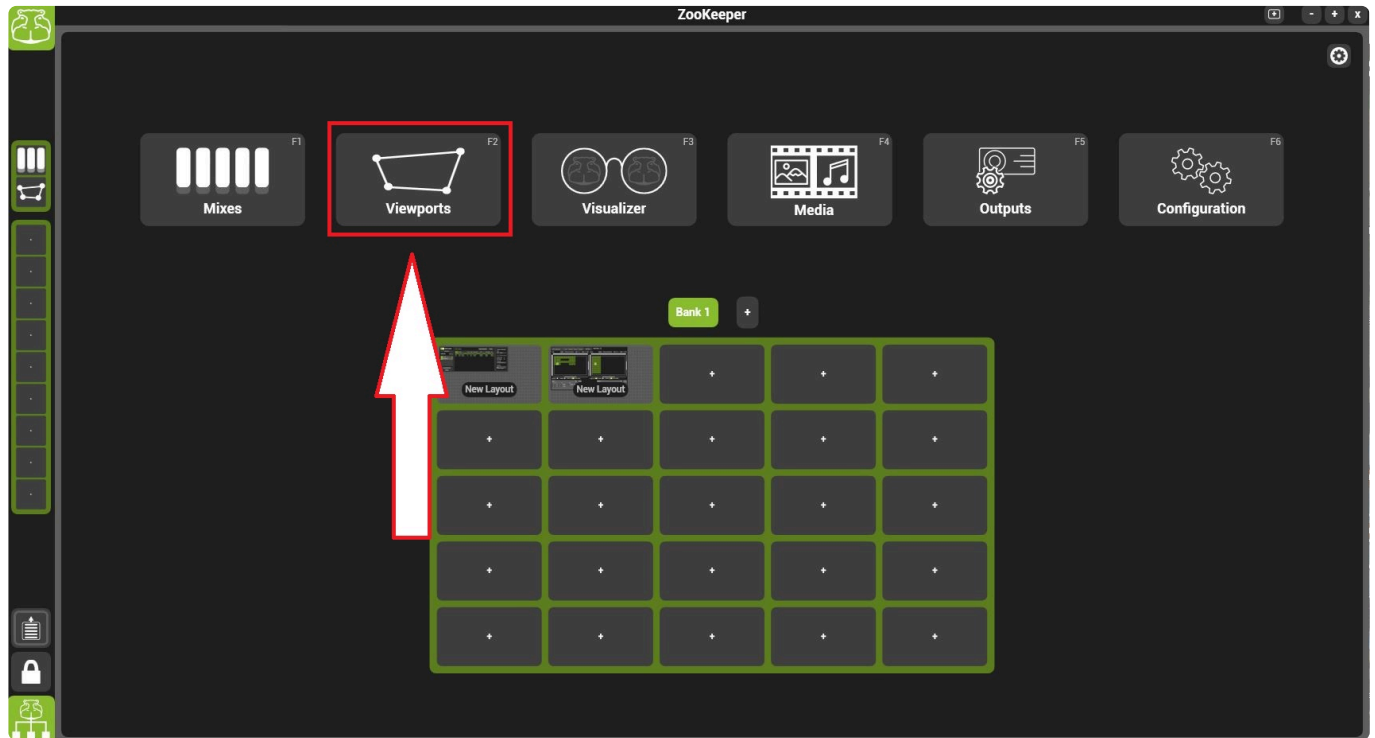 ZooKeeper
- + x
F1
Mixes
F2
Viewports
F3
Visualizer
F4
Media
F5
Outputs
F6
Configuration
Bank 1 +
New Layout New Layout + + +
+ + + + +
+ + + + +
+ + + + +
+ + + + +